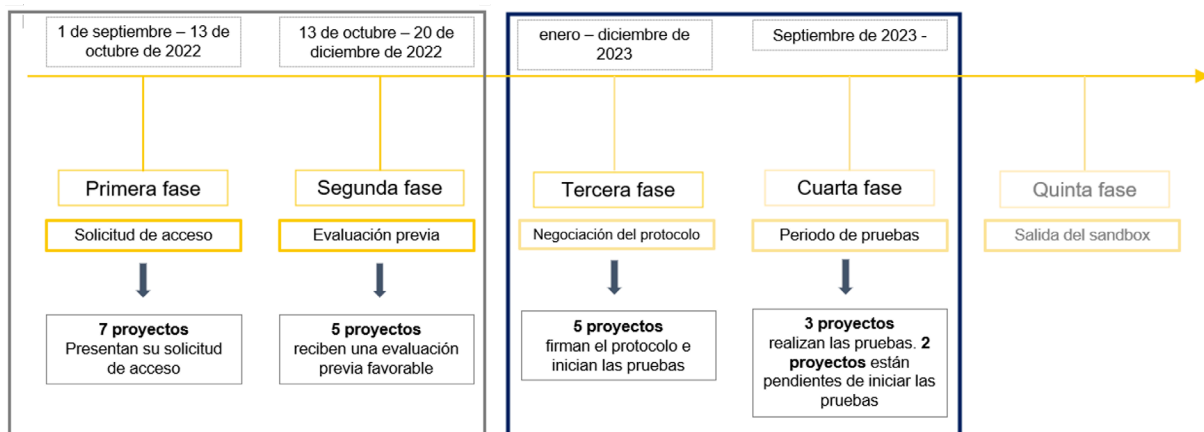 1 de septiembre – 13 de
octubre de 2022
13 de octubre – 20 de
diciembre de 2022
enero – diciembre de
2023
Septiembre de 2023 -
Primera fase
Segunda fase
Tercera fase
Cuarta fase
Quinta fase
Solicitud de acceso
Evaluación previa
Negociación del protocolo
Periodo de pruebas
Salida del sandbox
7 proyectos
Presentan su solicitud
de acceso
5 proyectos
reciben una evaluación
previa favorable
5 proyectos
firman el protocolo e
inician las pruebas
3 proyectos
realizan las pruebas. 2
proyectos están
pendientes de iniciar las
pruebas